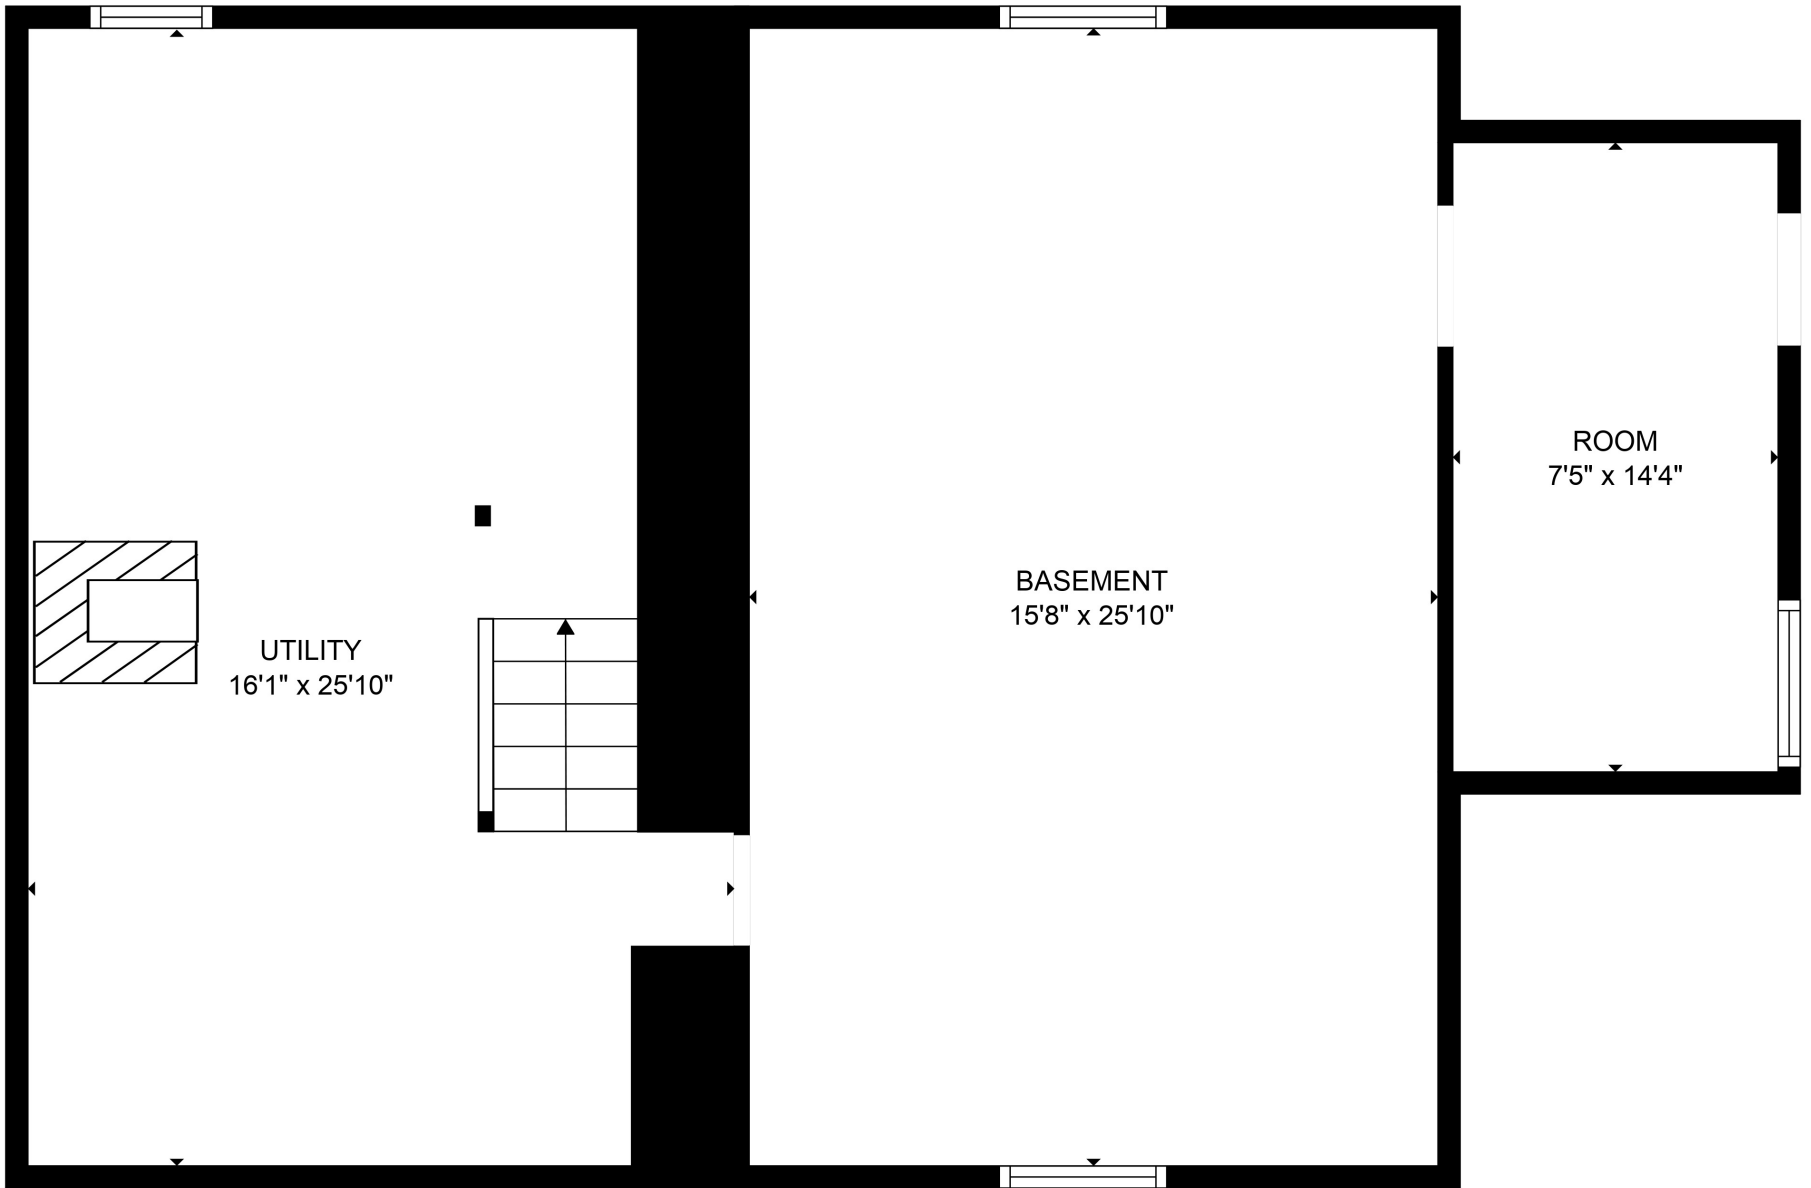 UTILITY
16'1" x 25'10"
BASEMENT
15'8" x 25'10"
ROOM
7'5" x 14'4"